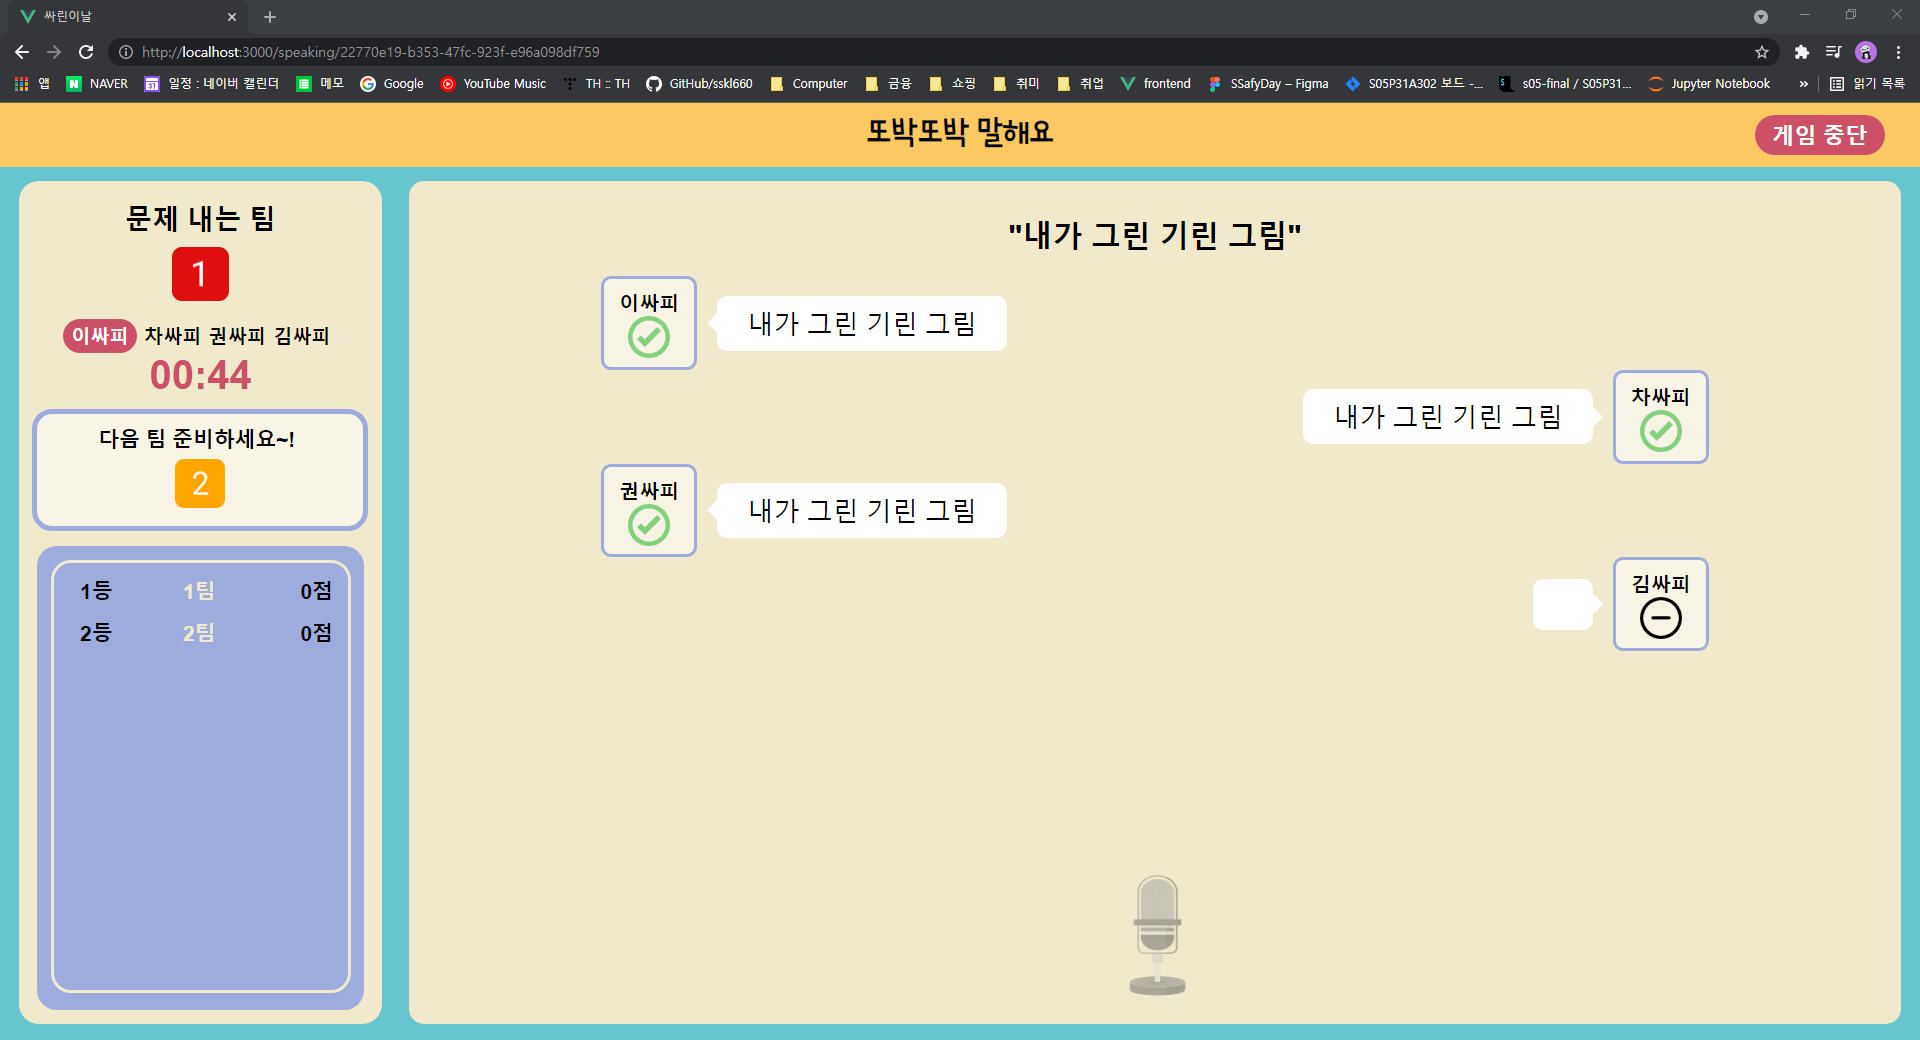 싸린이날
http://localhost:3000/speaking/22770e19-b353-47fc-923f-e96a098df759
앱 NAVER 일정 : 네이버 캘린더 메모 Google YouTube Music TH :: TH GitHub/sskl660 Computer 금융 쇼핑 취미 취업 frontend SSafyDay – Figma S05P31A302 보드 -... s05-final / S05P31... Jupyter Notebook » 읽기 목록
또박또박 말해요
게임 중단
문제 내는 팀
1
이싸피 차싸피 권싸피 김싸피
00:44
다음 팀 준비하세요~!
2
1등 1팀 0점
2등 2팀 0점
"내가 그린 기린 그림"
이싸피
내가 그린 기린 그림
내가 그린 기린 그림
차싸피
권싸피
내가 그린 기린 그림
김싸피